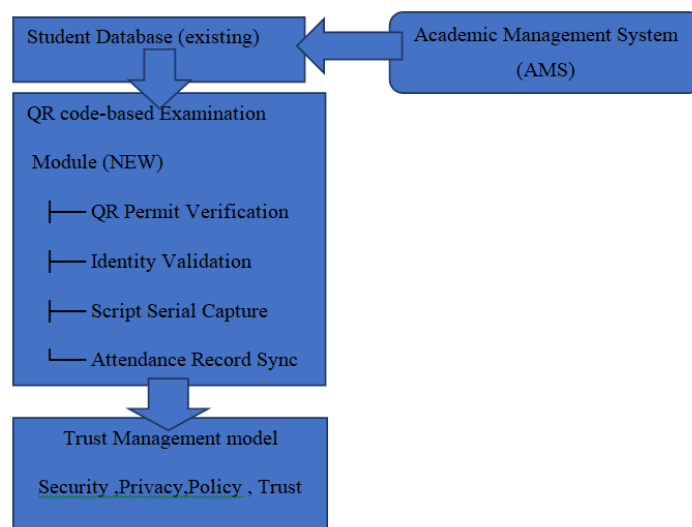 Student Database (existing)
Academic Management System
(AMS)
QR code-based Examination
Module (NEW)
├── QR Permit Verification
├── Identity Validation
├── Script Serial Capture
└── Attendance Record Sync
Trust Management model
Security ,Privacy,Policy , Trust